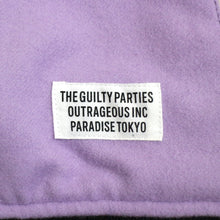 THE GUILTY PARTIES
OUTRAGEOUS INC
PARADISE TOKYO